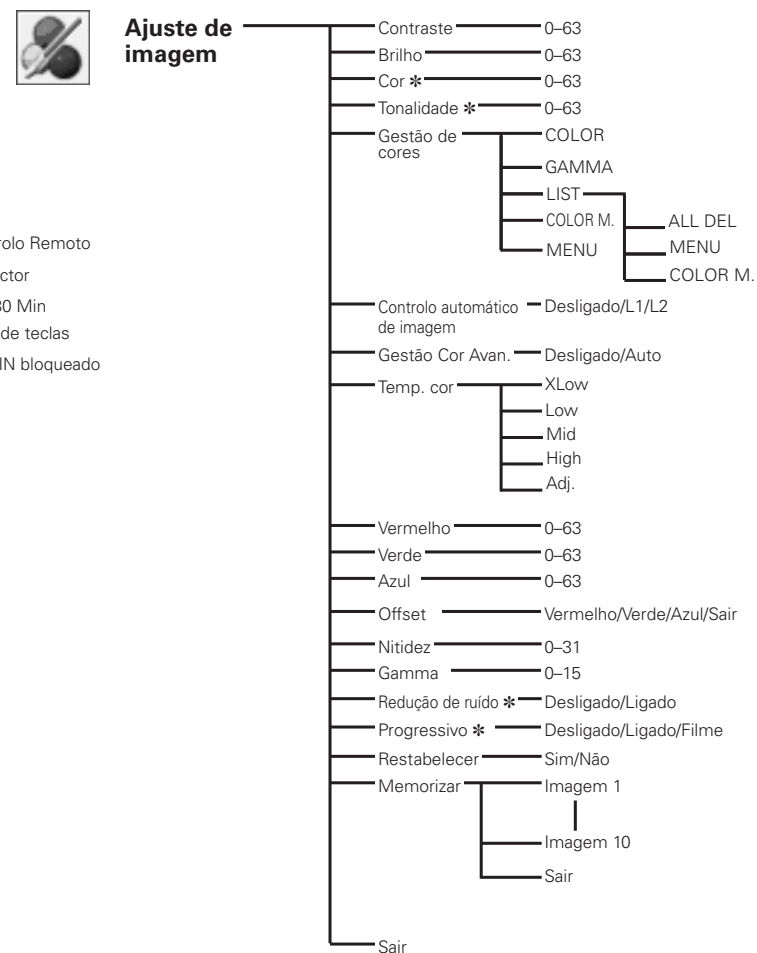 Ajuste de
imagem
Contraste 0–63
Brilho 0–63
Cor ✻ 0–63
Tonalidade ✻ 0–63
Gestão de
cores
COLOR
GAMMA
LIST
COLOR M.
MENU
ALL DEL
MENU
COLOR M.
rolo Remoto
ctor
30 Min
de teclas
IN bloqueado
Controlo automático
de imagem
Desligado/L1/L2
Gestão Cor Avan. Desligado/Auto
Temp. cor XLow
Low
Mid
High
Adj.
Vermelho 0–63
Verde 0–63
Azul 0–63
Offset Vermelho/Verde/Azul/Sair
Nitidez 0–31
Gamma 0–15
Redução de ruído ✻ Desligado/Ligado
Progressivo ✻ Desligado/Ligado/Filme
Restabelecer Sim/Não
Memorizar Imagem 1
Imagem 10
Sair
Sair